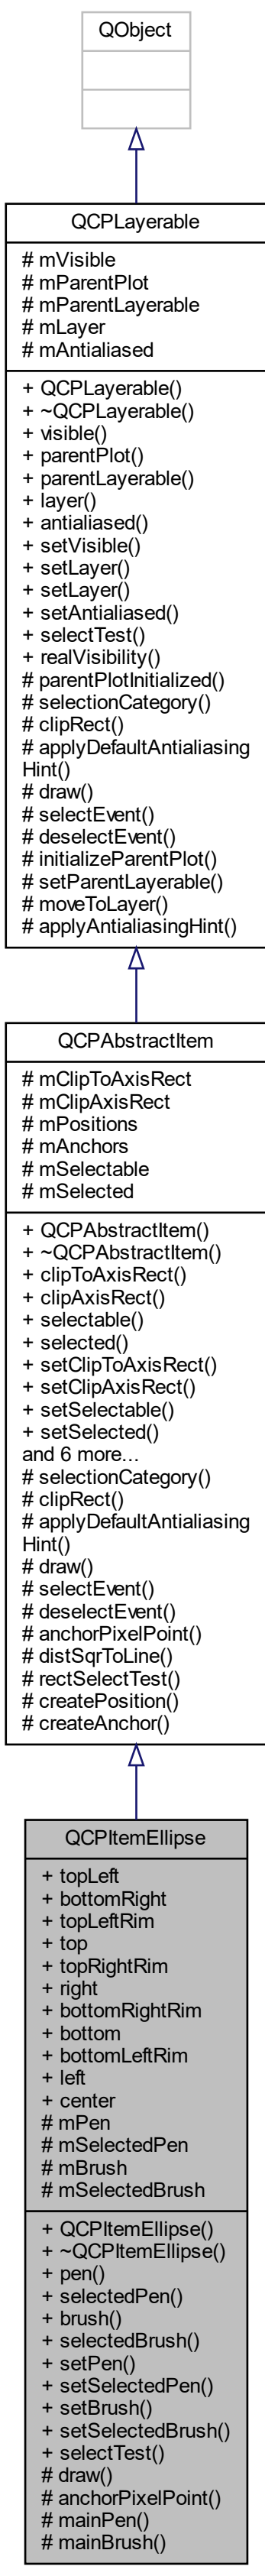 QObject
QCPLayerable
# mVisible
# mParentPlot
# mParentLayerable
# mLayer
# mAntialiased
+ QCPLayerable()
+ ~QCPLayerable()
+ visible()
+ parentPlot()
+ parentLayerable()
+ layer()
+ antialiased()
+ setVisible()
+ setLayer()
+ setLayer()
+ setAntialiased()
+ selectTest()
+ realVisibility()
# parentPlotInitialized()
# selectionCategory()
# clipRect()
# applyDefaultAntialiasing
Hint()
# draw()
# selectEvent()
# deselectEvent()
# initializeParentPlot()
# setParentLayerable()
# moveToLayer()
# applyAntialiasingHint()
QCPAbstractItem
# mClipToAxisRect
# mClipAxisRect
# mPositions
# mAnchors
# mSelectable
# mSelected
+ QCPAbstractItem()
+ ~QCPAbstractItem()
+ clipToAxisRect()
+ clipAxisRect()
+ selectable()
+ selected()
+ setClipToAxisRect()
+ setClipAxisRect()
+ setSelectable()
+ setSelected()
and 6 more...
# selectionCategory()
# clipRect()
# applyDefaultAntialiasing
Hint()
# draw()
# selectEvent()
# deselectEvent()
# anchorPixelPoint()
# distSqrToLine()
# rectSelectTest()
# createPosition()
# createAnchor()
QCPItemEllipse
+ topLeft
+ bottomRight
+ topLeftRim
+ top
+ topRightRim
+ right
+ bottomRightRim
+ bottom
+ bottomLeftRim
+ left
+ center
# mPen
# mSelectedPen
# mBrush
# mSelectedBrush
+ QCPItemEllipse()
+ ~QCPItemEllipse()
+ pen()
+ selectedPen()
+ brush()
+ selectedBrush()
+ setPen()
+ setSelectedPen()
+ setBrush()
+ setSelectedBrush()
+ selectTest()
# draw()
# anchorPixelPoint()
# mainPen()
# mainBrush()